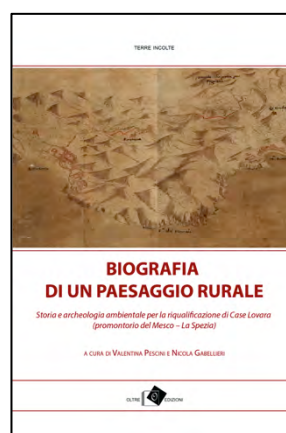 TERRE INCOLTE
BIOGRAFIA
DI UN PAESAGGIO RURALE
Storia e archeologia ambientale per la riqualificazione di Case Lovara
(promontorio del Mesco – La Spezia)
A CURA DI VALENTINA PESCINI E NICOLA GABELLIERI
OLTRE EDIZIONI